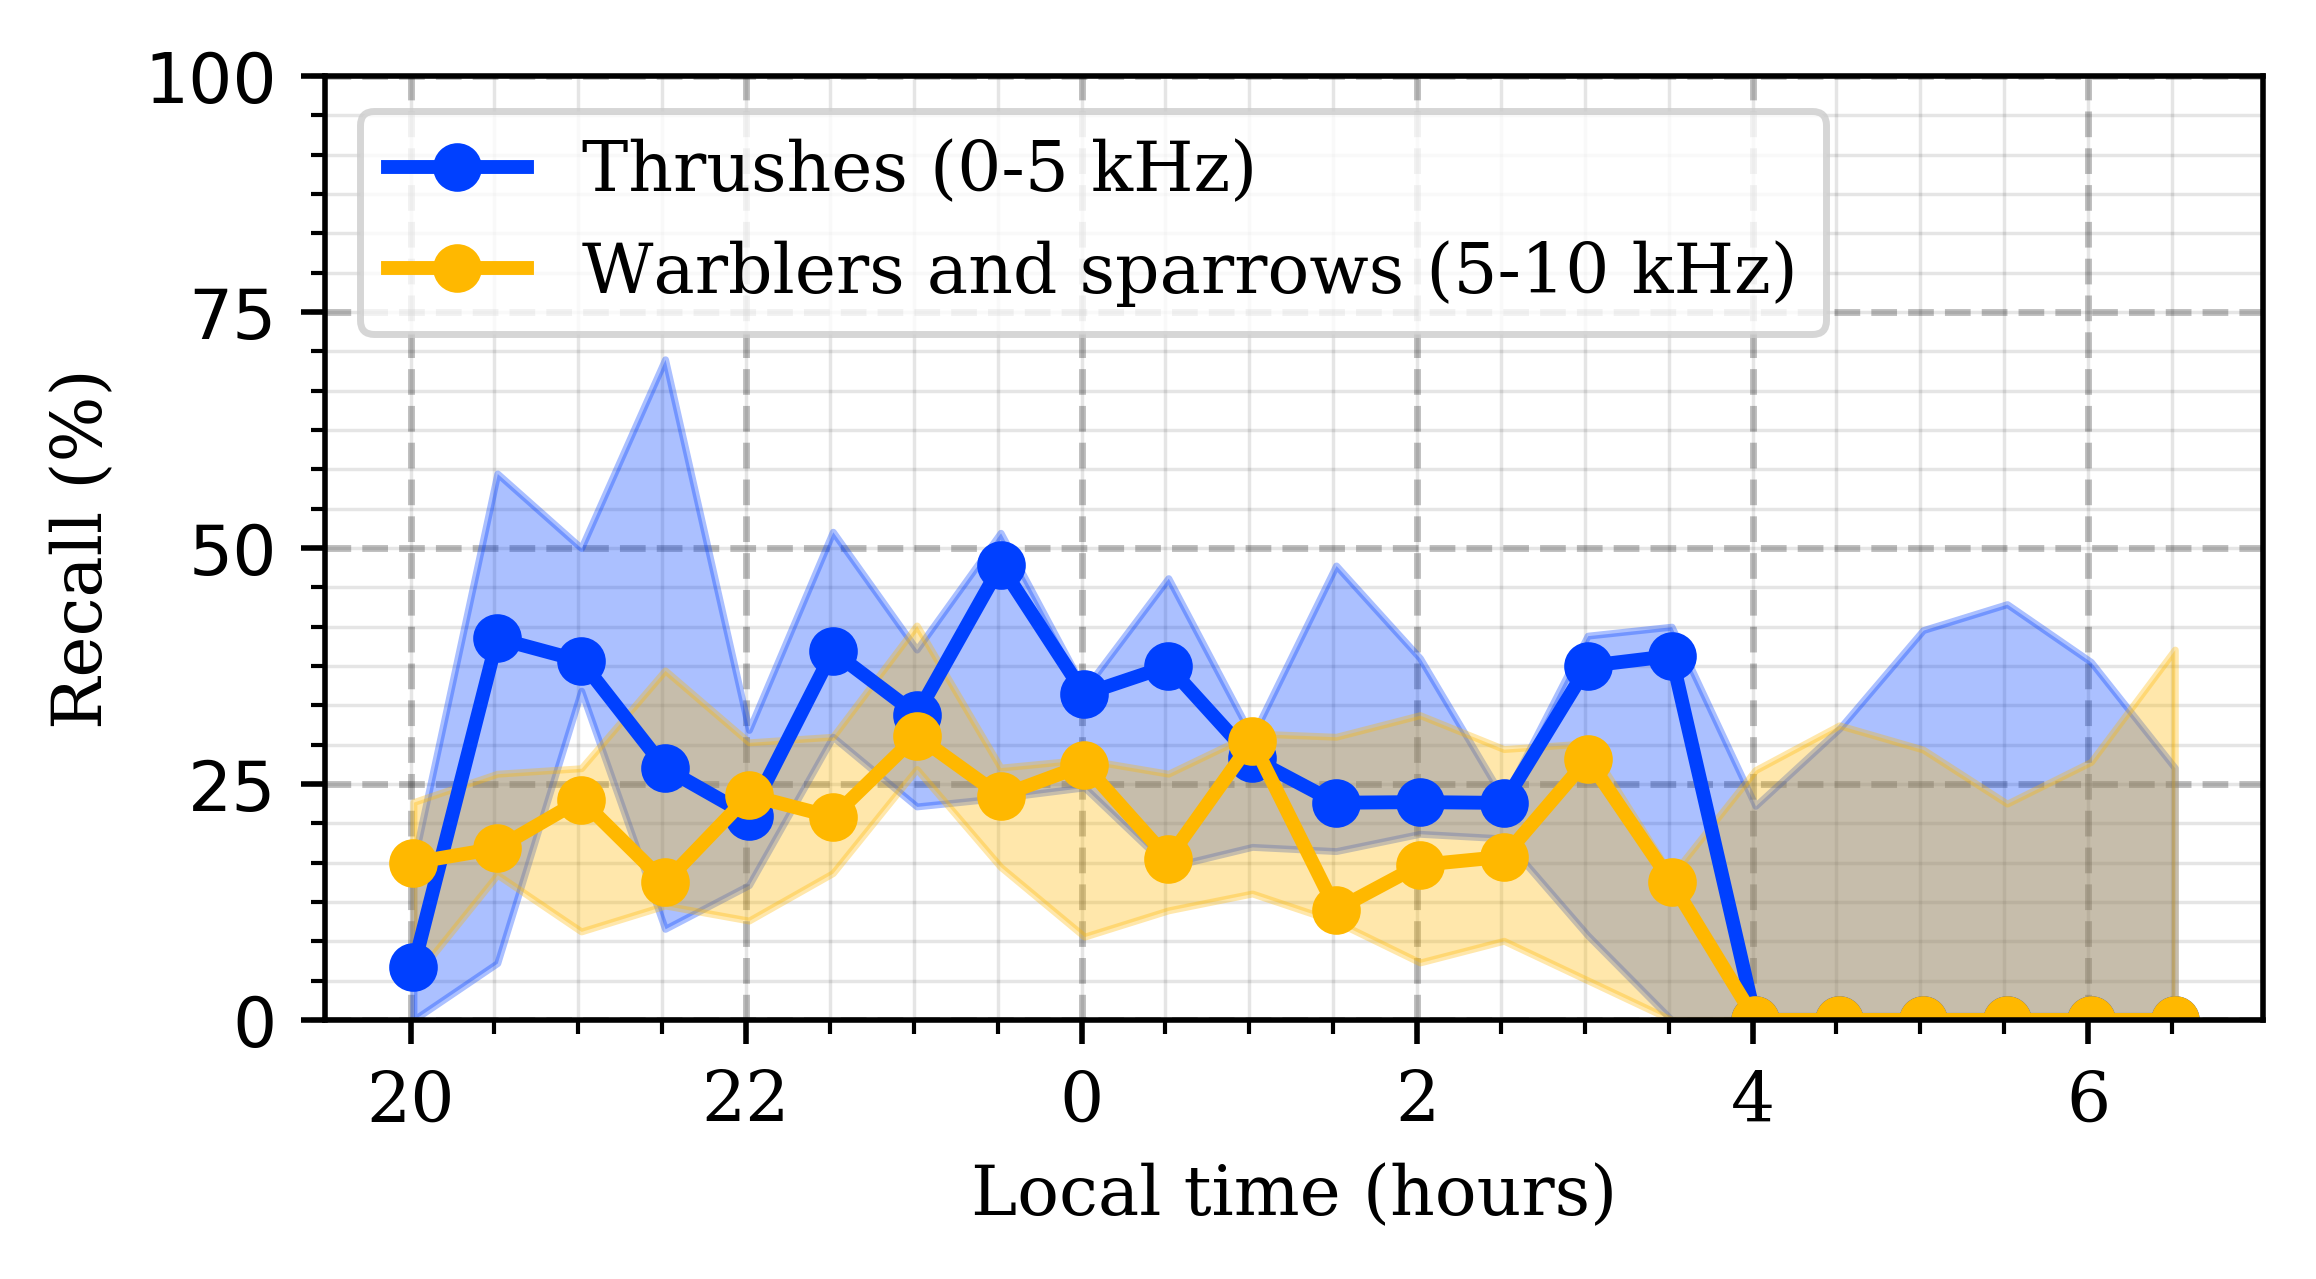 100
75
50
25
0
Recall (%)
Thrushes (0-5 kHz)
Warblers and sparrows (5-10 kHz)
20 22 0 2 4 6
Local time (hours)